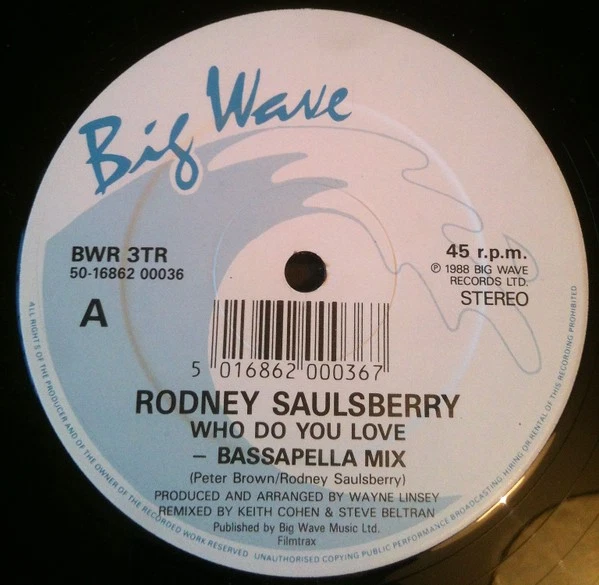 Big Wave
BWR 3TR
50-16862 00036
A
45 r.p.m.
℗ 1988 BIG WAVE
RECORDS LTD.
STEREO
5 016862 000367
RODNEY SAULSBERRY
WHO DO YOU LOVE
– BASSAPELLA MIX
(Peter Brown/Rodney Saulsberry)
PRODUCED AND ARRANGED BY WAYNE LINSEY
REMIXED BY KEITH COHEN & STEVE BELTRAN
Published by Big Wave Music Ltd.
Filmtrax
ALL RIGHTS OF THE PRODUCER AND OF THE OWNER OF THE RECORDED WORK RESERVED UNAUTHORISED COPYING PUBLIC PERFORMANCE BROADCASTING HIRING OR RENTAL OF THIS RECORDING PROHIBITED